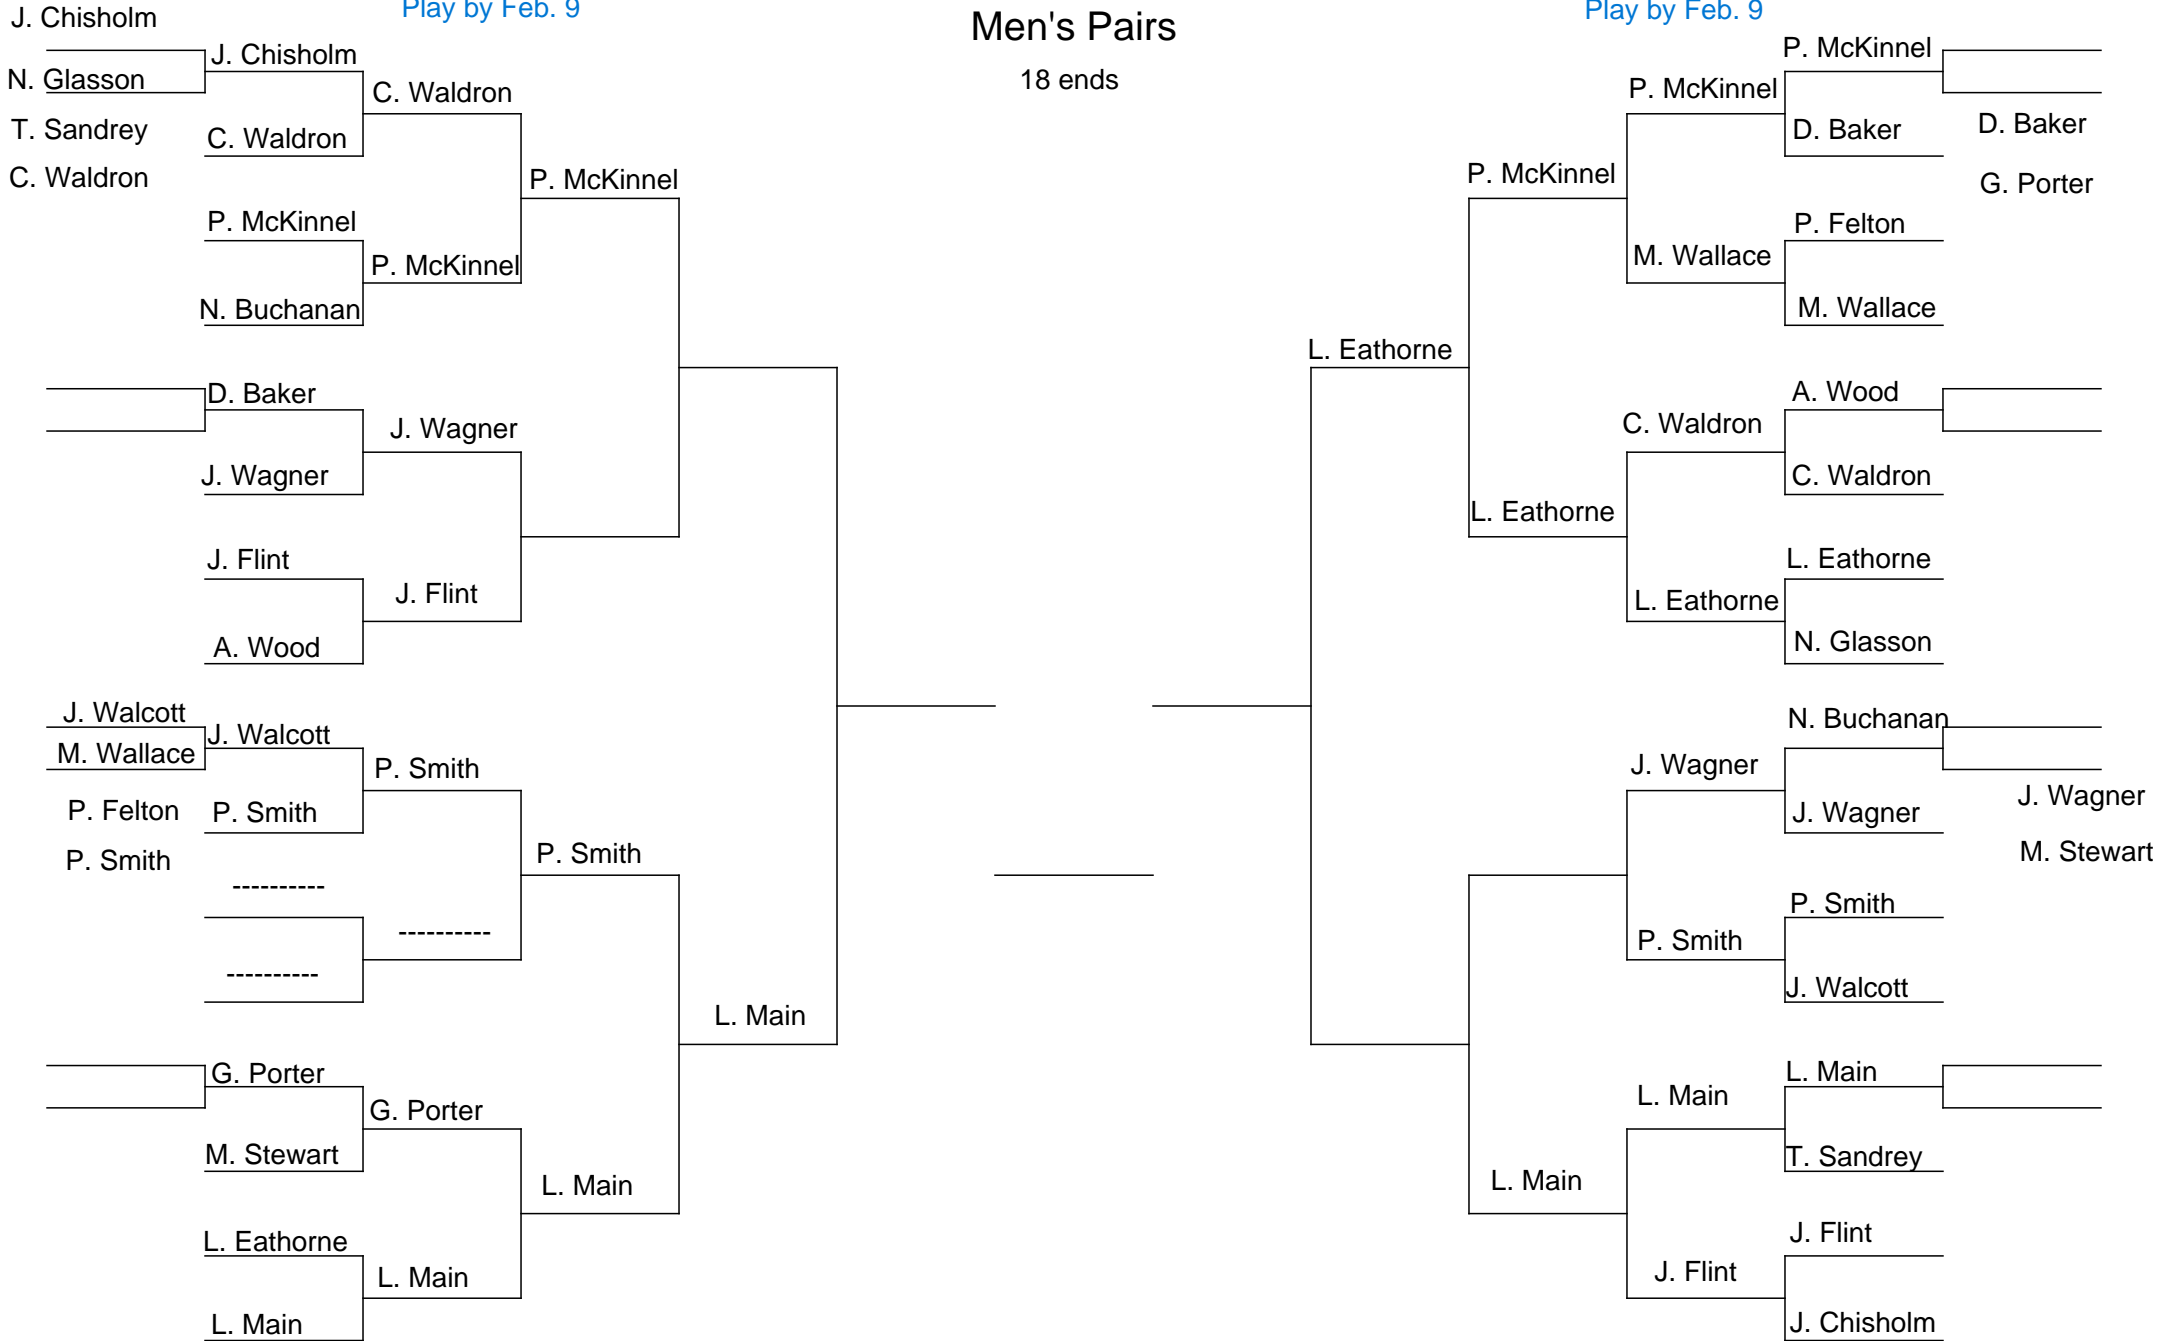 Play by Feb. 9
Men's Pairs
18 ends
Play by Feb. 9
J. Chisholm
N. Glasson
T. Sandrey
C. Waldron
J. Walcott
M. Wallace
P. Felton
P. Smith
J. Chisholm
C. Waldron
P. McKinnel
N. Buchanan
D. Baker
J. Wagner
J. Flint
A. Wood
J. Walcott
P. Smith
----------
----------
G. Porter
M. Stewart
L. Eathorne
L. Main
C. Waldron
P. McKinnel
J. Wagner
J. Flint
P. Smith
----------
G. Porter
L. Main
P. McKinnel
P. Smith
L. Main
L. Main
L. Eathorne
P. McKinnel
L. Eathorne
L. Main
P. McKinnel
M. Wallace
C. Waldron
L. Eathorne
J. Wagner
P. Smith
L. Main
J. Flint
P. McKinnel
D. Baker
P. Felton
M. Wallace
A. Wood
C. Waldron
L. Eathorne
N. Glasson
N. Buchanan
J. Wagner
P. Smith
J. Walcott
L. Main
T. Sandrey
J. Flint
J. Chisholm
D. Baker
G. Porter
J. Wagner
M. Stewart